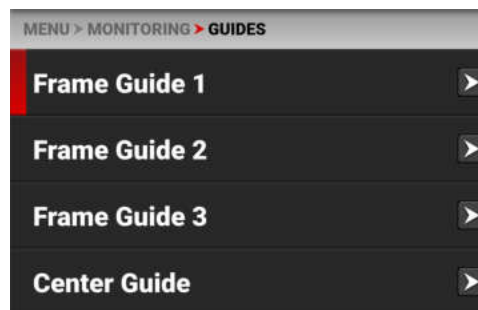 MENU > MONITORING > GUIDES
Frame Guide 1
Frame Guide 2
Frame Guide 3
Center Guide